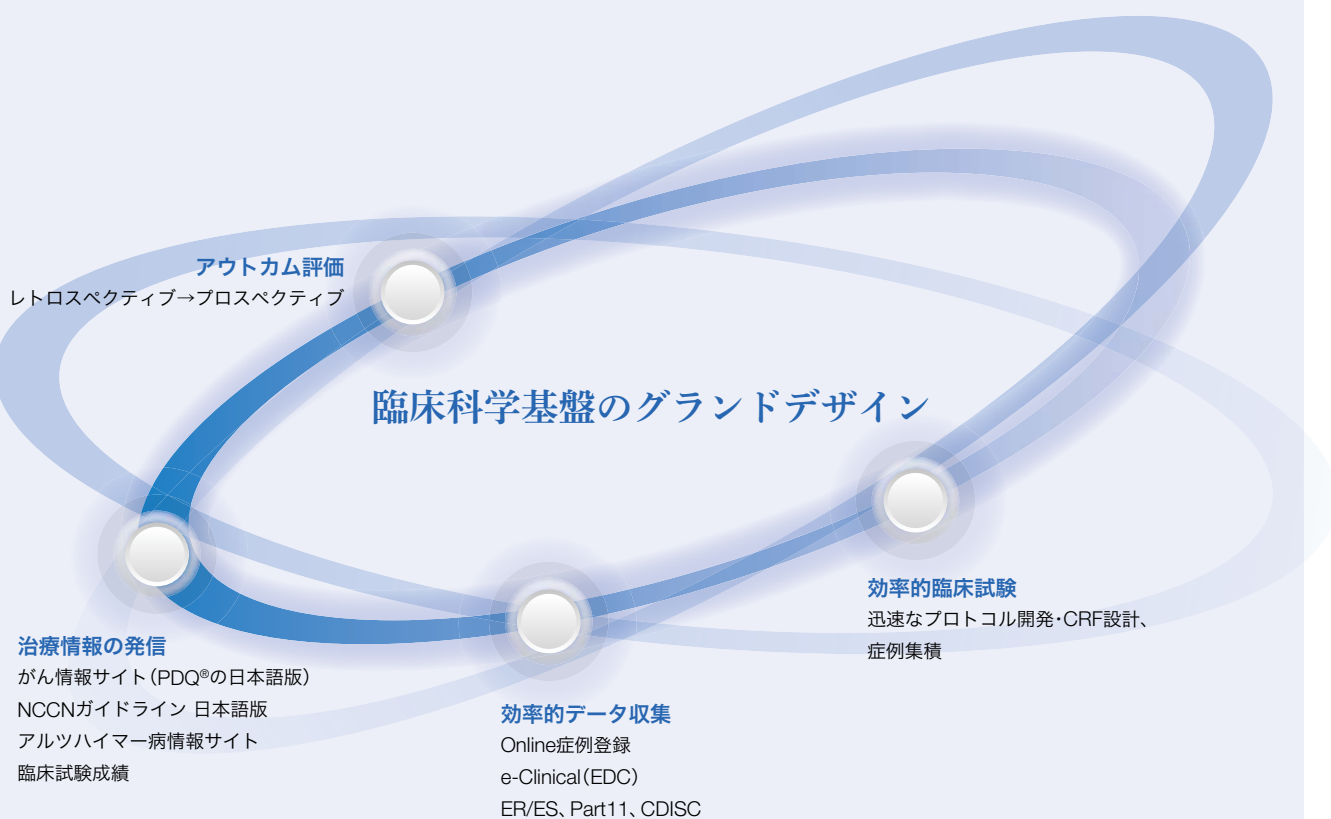 アウトカム評価
レトロスペクティブ→プロスペクティブ
臨床科学基盤のグランドデザイン
効率的臨床試験
迅速なプロトコル開発・CRF設計、
症例集積
治療情報の発信
がん情報サイト(PDQ®の日本語版)
NCCNガイドライン 日本語版
アルツハイマー病情報サイト
臨床試験成績
効率的データ収集
Online症例登録
e-Clinical(EDC)
ER/ES、Part11、CDISC